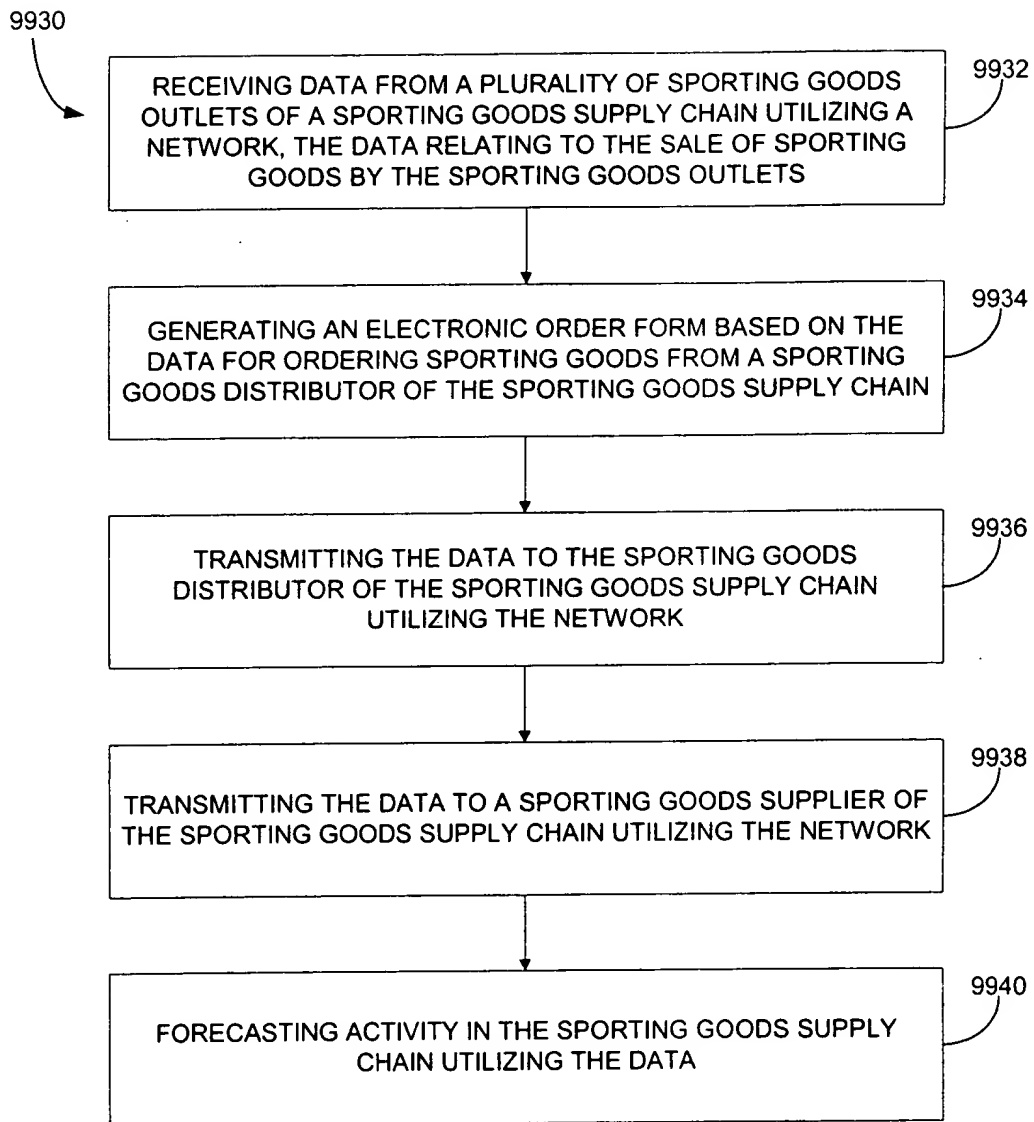 9930
RECEIVING DATA FROM A PLURALITY OF SPORTING GOODS
OUTLETS OF A SPORTING GOODS SUPPLY CHAIN UTILIZING A
NETWORK, THE DATA RELATING TO THE SALE OF SPORTING
GOODS BY THE SPORTING GOODS OUTLETS
9932
GENERATING AN ELECTRONIC ORDER FORM BASED ON THE
DATA FOR ORDERING SPORTING GOODS FROM A SPORTING
GOODS DISTRIBUTOR OF THE SPORTING GOODS SUPPLY CHAIN
9934
TRANSMITTING THE DATA TO THE SPORTING GOODS
DISTRIBUTOR OF THE SPORTING GOODS SUPPLY CHAIN
UTILIZING THE NETWORK
9936
TRANSMITTING THE DATA TO A SPORTING GOODS SUPPLIER OF
THE SPORTING GOODS SUPPLY CHAIN UTILIZING THE NETWORK
9938
FORECASTING ACTIVITY IN THE SPORTING GOODS SUPPLY
CHAIN UTILIZING THE DATA
9940